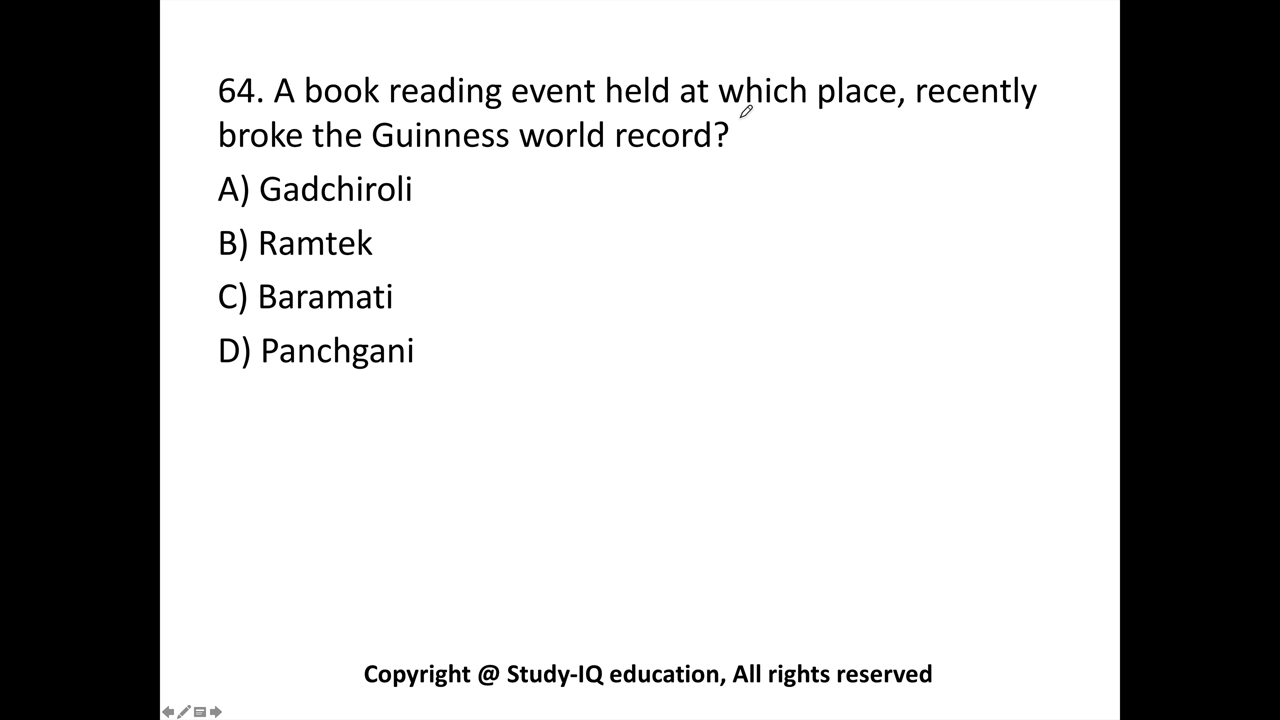 64. A book reading event held at which place, recently
broke the Guinness world record?
A) Gadchiroli
B) Ramtek
C) Baramati
D) Panchgani
Copyright @ Study-IQ education, All rights reserved